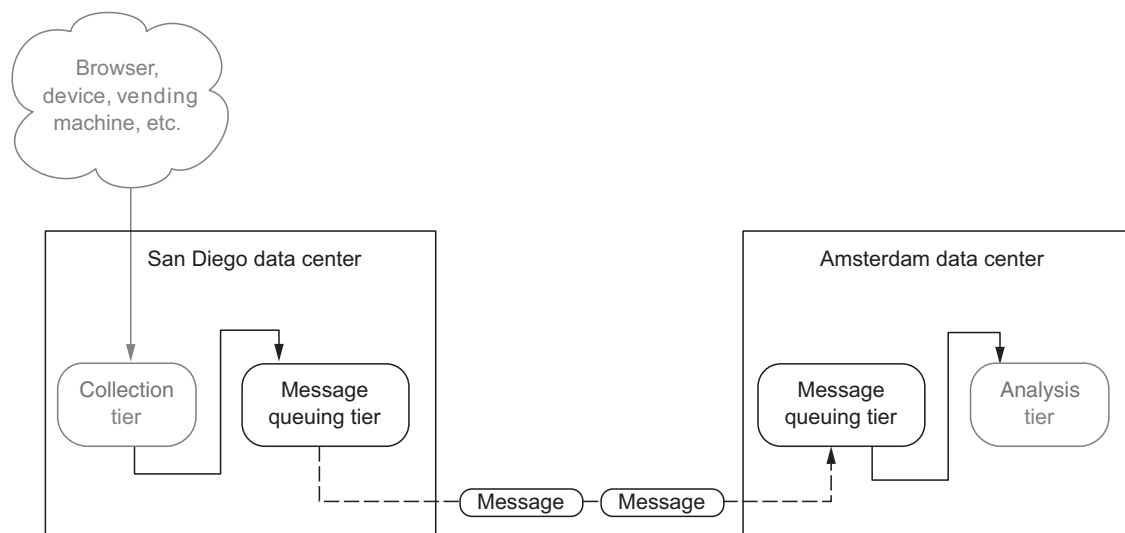 Browser,
device, vending
machine, etc.
San Diego data center
Amsterdam data center
Collection
tier
Message
queuing tier
Message
queuing tier
Analysis
tier
Message
Message